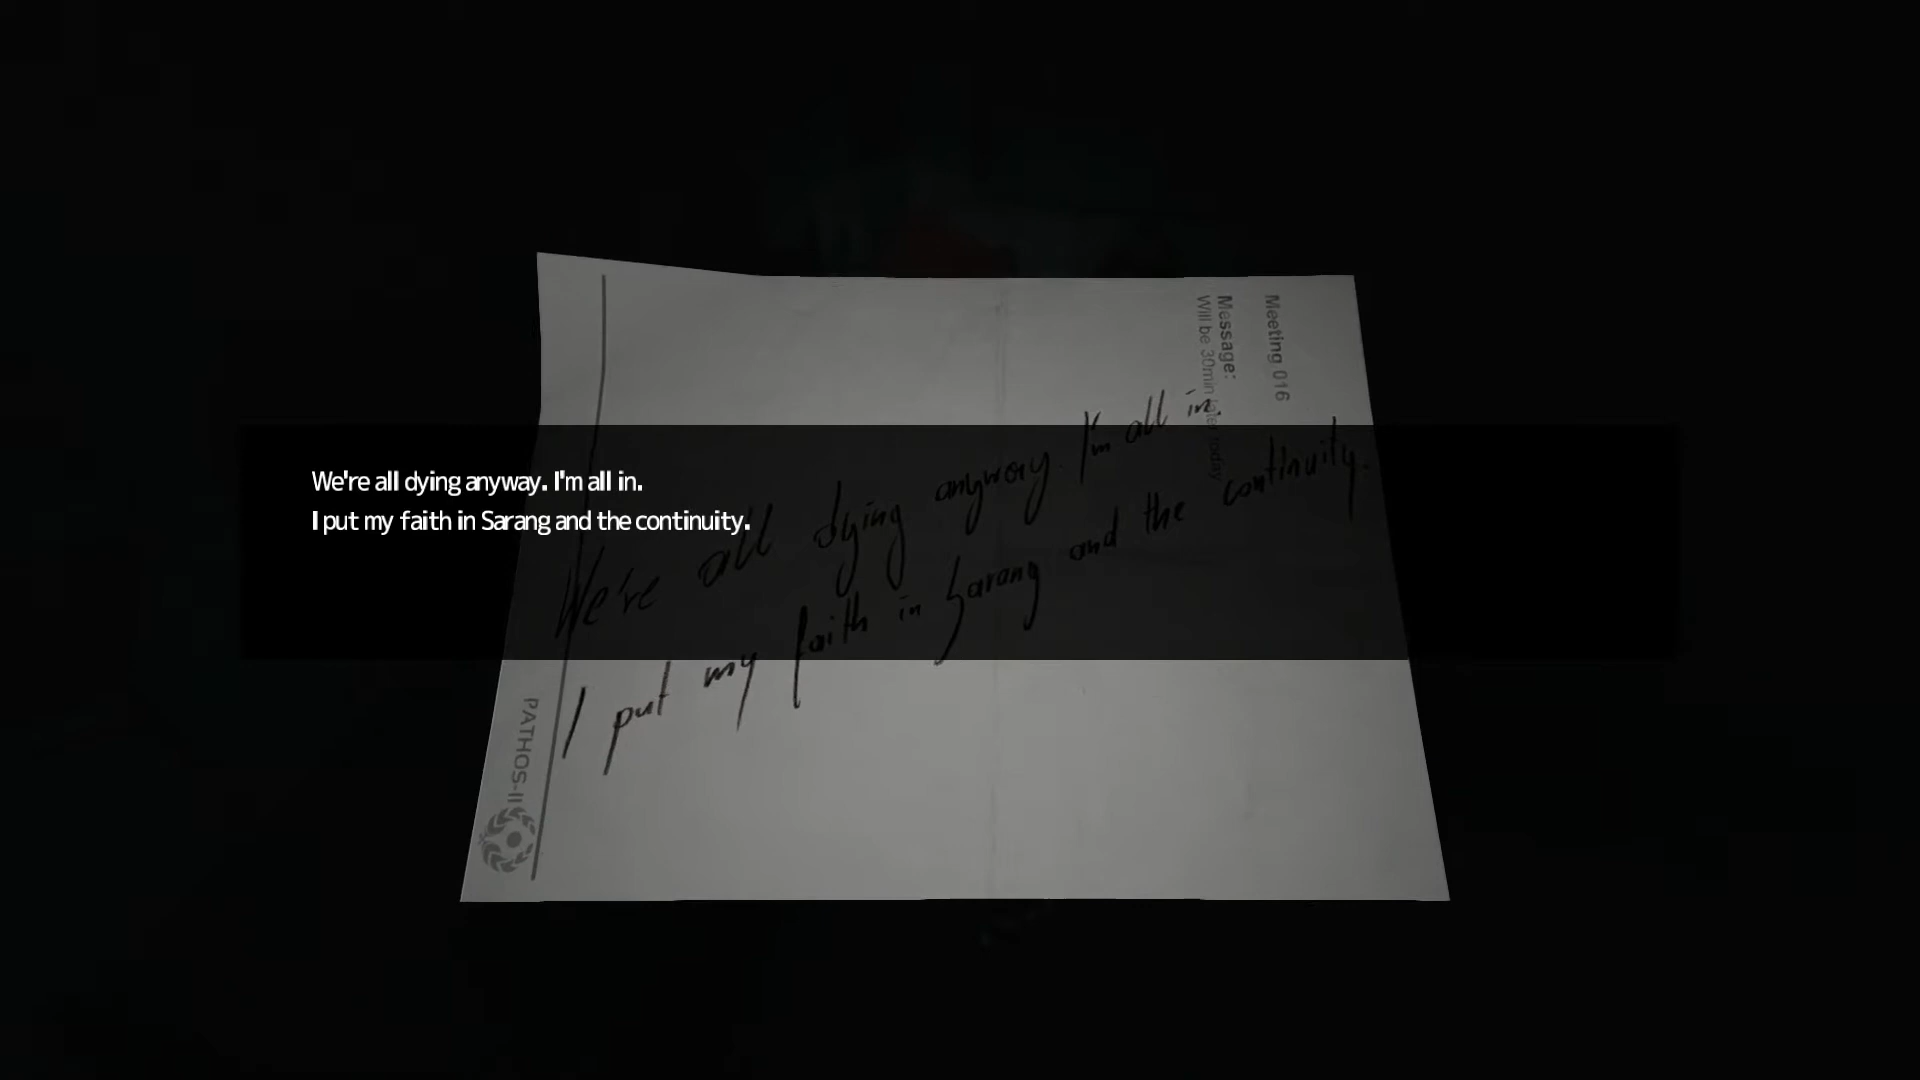 Meeting 016
Message:
Will be 30min later today
We're all dying anyway. I'm all in.
I put my faith in Sarang and the continuity.
We're all dying anyway. I'm all in.
I put my faith in Sarang and the continuity.
PATHOS-II